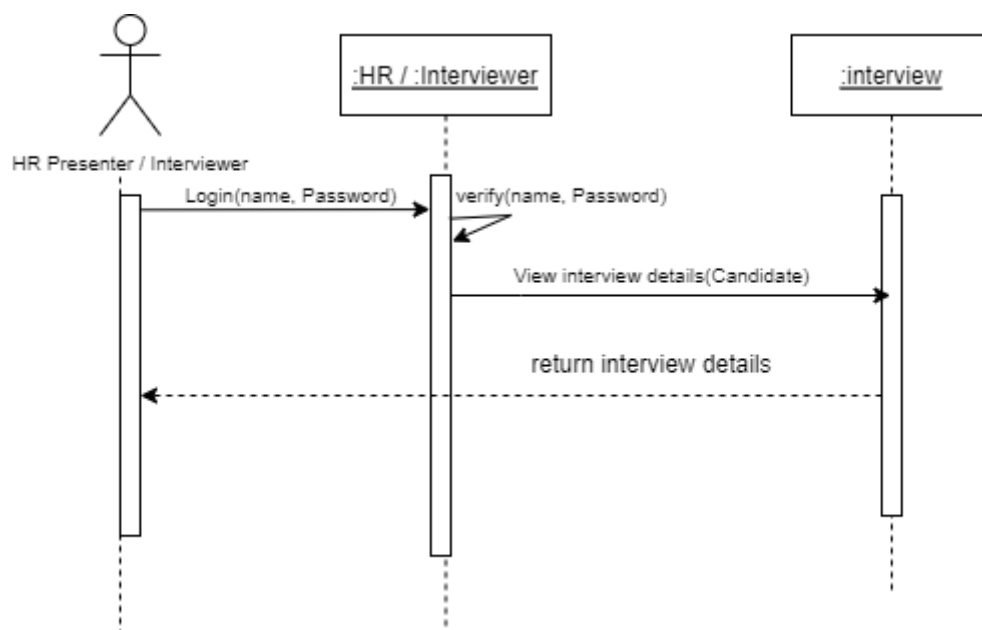 :HR / :Interviewer
:interview
HR Presenter / Interviewer
Login(name, Password)
verify(name, Password)
View interview details(Candidate)
return interview details